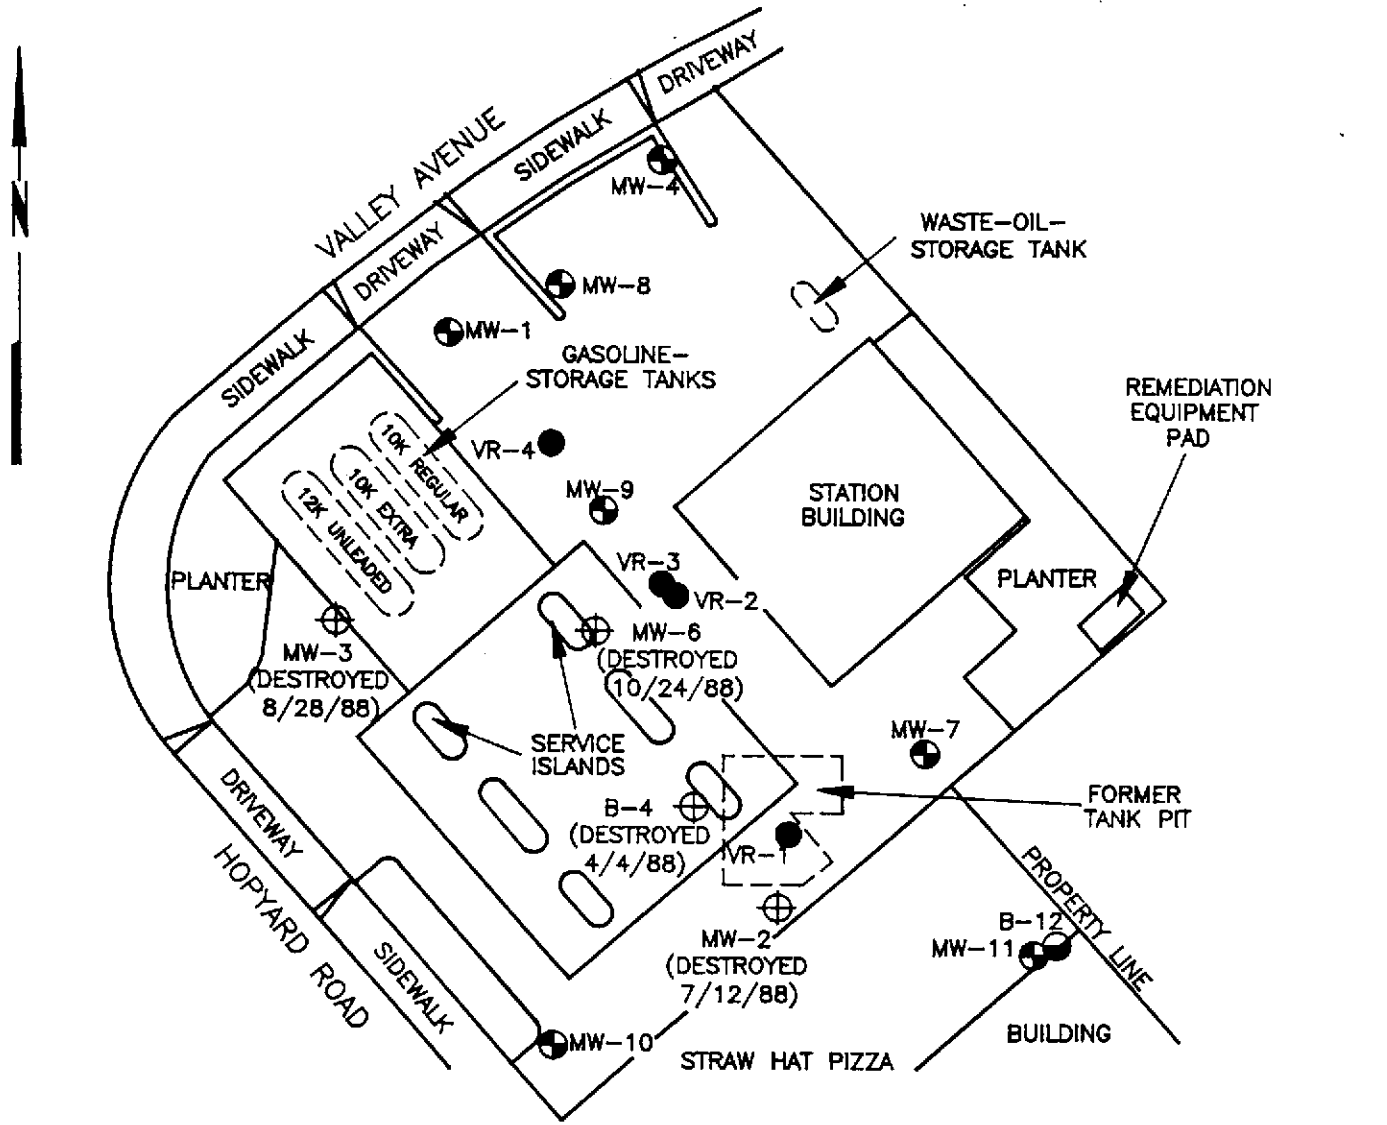 DRIVEWAY
SIDEWALK
VALLEY AVENUE
MW-4
N
WASTE-OIL-
STORAGE TANK
DRIVEWAY
MW-8
MW-1
SIDEWALK
GASOLINE-
STORAGE TANKS
REMEDIATION
EQUIPMENT
PAD
10K REGULAR
VR-4
10K EXTRA
12K UNLEADED
MW-9
STATION
BUILDING
VR-3
PLANTER
PLANTER
VR-2
MW-3
(DESTROYED
8/28/88)
MW-6
(DESTROYED
10/24/88)
SERVICE
ISLANDS
MW-7
DRIVEWAY
B-4
(DESTROYED
4/4/88)
FORMER
TANK PIT
VR-1
HOPYARD ROAD
PROPERTY LINE
B-12
MW-11
MW-2
(DESTROYED
7/12/88)
SIDEWALK
MW-10
BUILDING
STRAW HAT PIZZA